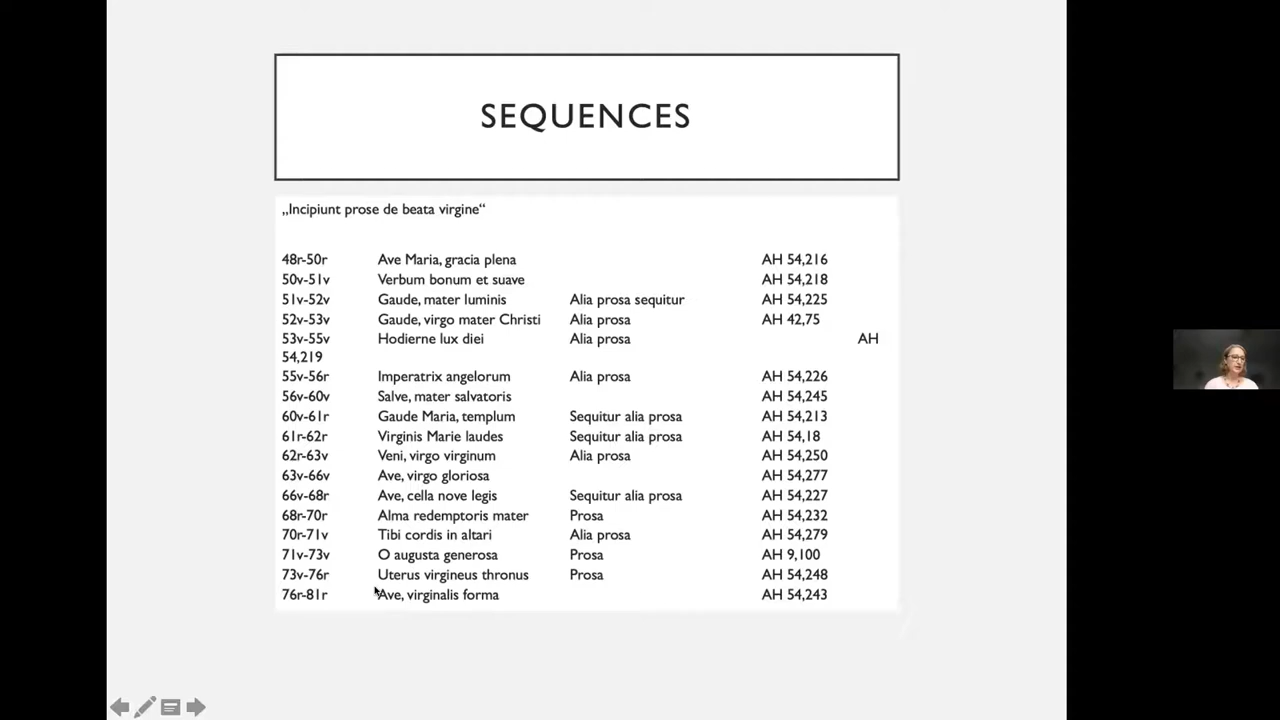 SEQUENCES
„Incipiunt prose de beata virgine“
48r-50r Ave Maria, gracia plena AH 54,216
50v-51v Verbum bonum et suave AH 54,218
51v-52v Gaude, mater luminis Alia prosa sequitur AH 54,225
52v-53v Gaude, virgo mater Christi Alia prosa AH 42,75
53v-55v Hodierne lux diei Alia prosa AH
54,219
55v-56r Imperatrix angelorum Alia prosa AH 54,226
56v-60v Salve, mater salvatoris AH 54,245
60v-61r Gaude Maria, templum Sequitur alia prosa AH 54,213
61r-62r Virginis Marie laudes Sequitur alia prosa AH 54,18
62r-63v Veni, virgo virginum Alia prosa AH 54,250
63v-66v Ave, virgo gloriosa AH 54,277
66v-68r Ave, cella nove legis Sequitur alia prosa AH 54,227
68r-70r Alma redemptoris mater Prosa AH 54,232
70r-71v Tibi cordis in altari Alia prosa AH 54,279
71v-73v O augusta generosa Prosa AH 9,100
73v-76r Uterus virgineus thronus Prosa AH 54,248
76r-81r Ave, virginalis forma AH 54,243